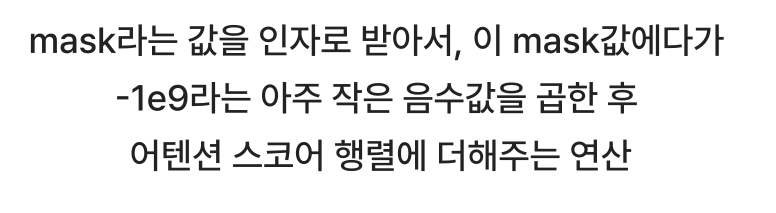 mask라는 값을 인자로 받아서, 이 mask값에다가
-1e9라는 아주 작은 음수값을 곱한 후
어텐션 스코어 행렬에 더해주는 연산